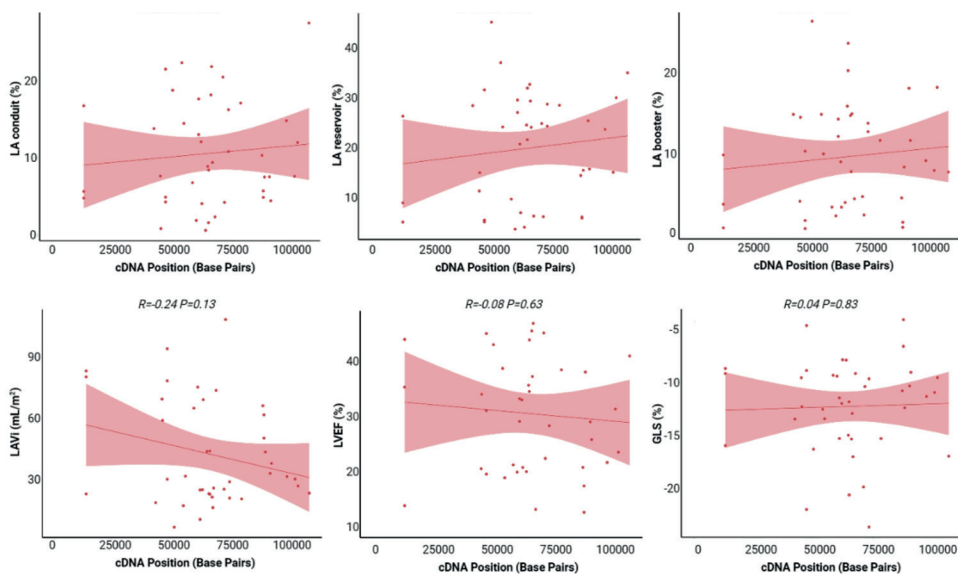 LA conduit (%)
20
10
0
0 25000 50000 75000 100000
cDNA Position (Base Pairs)
LA reservoir (%)
40
30
20
10
0 25000 50000 75000 100000
cDNA Position (Base Pairs)
LA booster (%)
20
10
0
0 25000 50000 75000 100000
cDNA Position (Base Pairs)
R=-0.24 P=0.13
LAVi (mL/m²)
90
60
30
0 25000 50000 75000 100000
cDNA Position (Base Pairs)
R=-0.08 P=0.63
LVEF (%)
40
30
20
10
0 25000 50000 75000 100000
cDNA Position (Base Pairs)
R=0.04 P=0.83
GLS (%)
-5
-10
-15
-20
0 25000 50000 75000 100000
cDNA Position (Base Pairs)